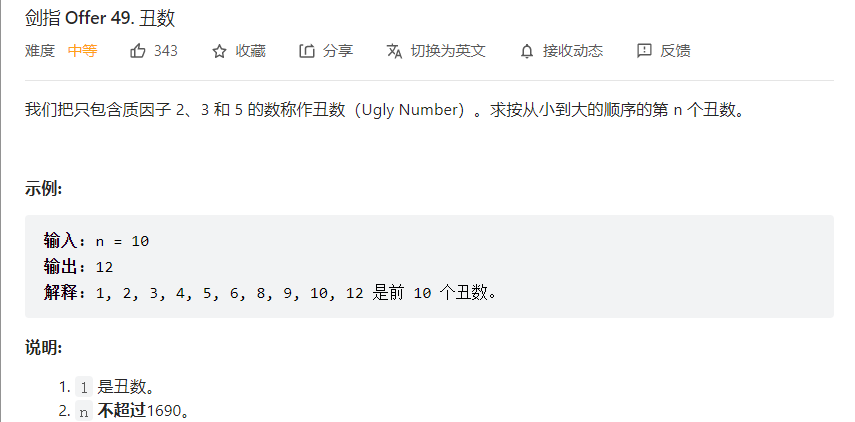 剑指 Offer 49. 丑数
难度 中等 343 收藏 分享 切换为英文 接收动态 反馈
我们把只包含质因子 2、3 和 5 的数称作丑数（Ugly Number）。求按从小到大的顺序的第 n 个丑数。
示例:
输入: n = 10
输出: 12
解释: 1, 2, 3, 4, 5, 6, 8, 9, 10, 12 是前 10 个丑数。
说明:
1. 1 是丑数。
2. n 不超过1690。